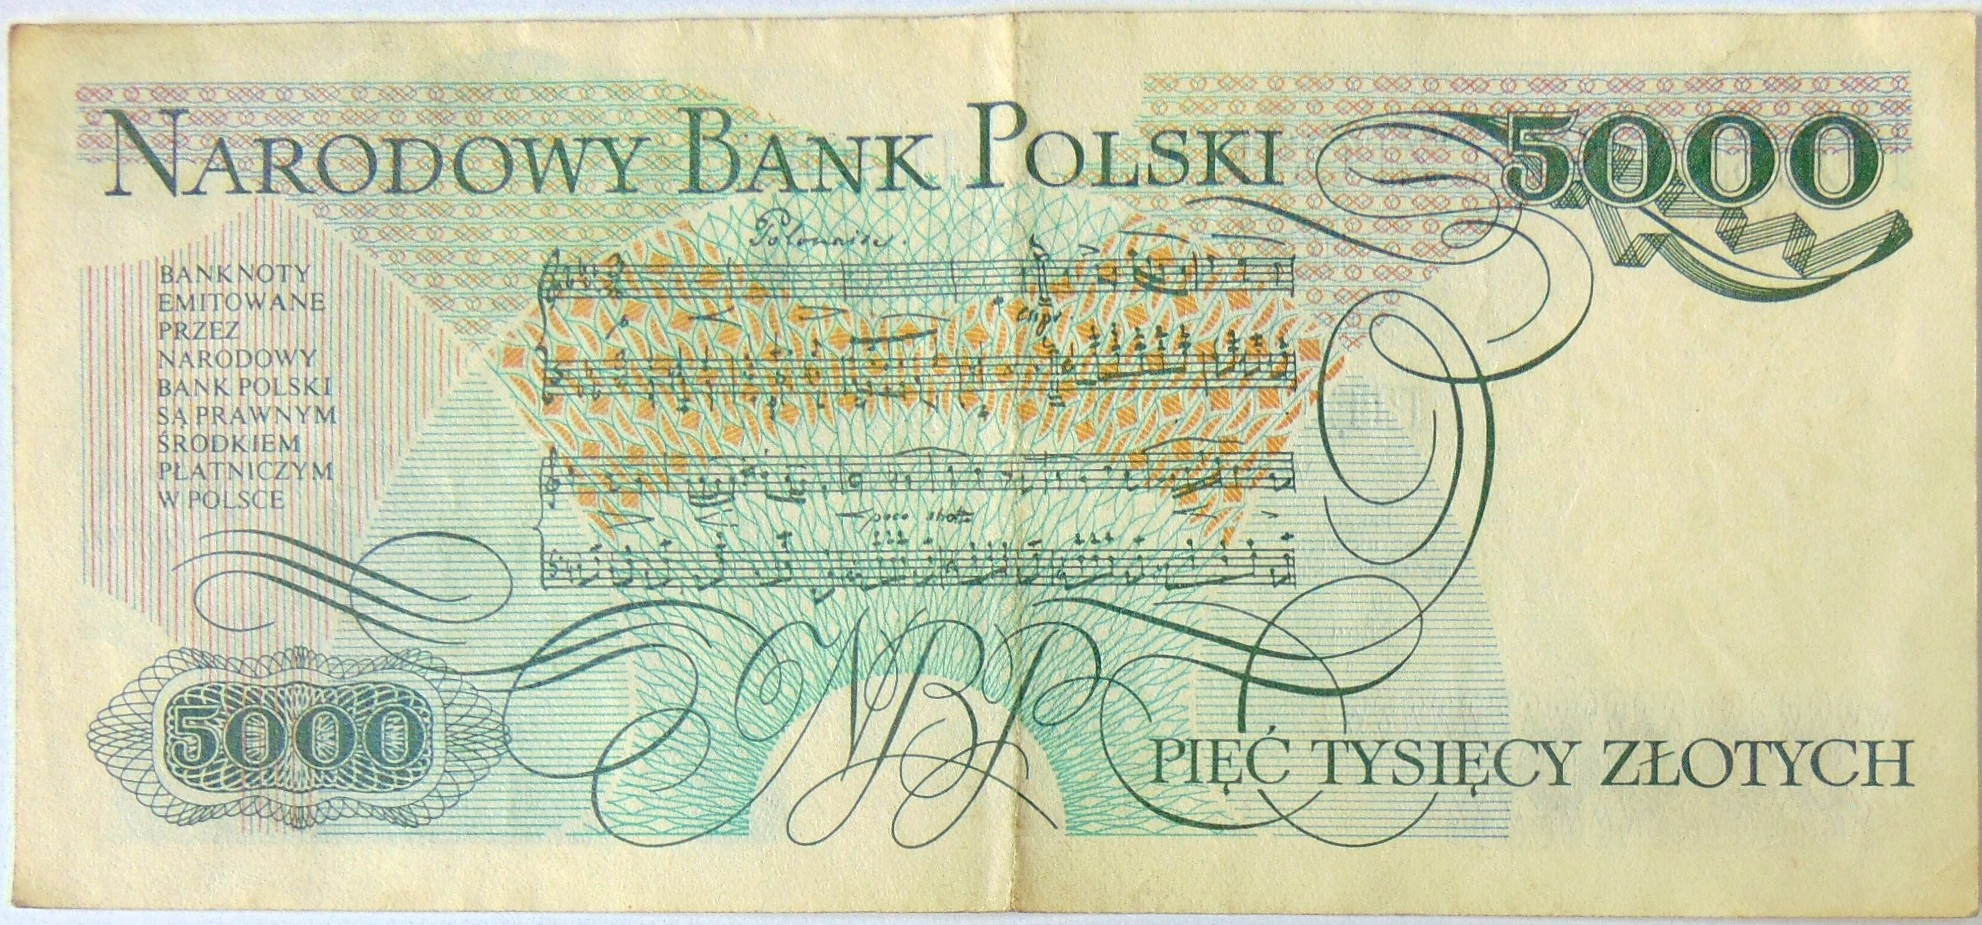 NARODOWY BANK POLSKI
5000
Polonaise.
BANKNOTY
EMITOWANE
PRZEZ
NARODOWY
BANK POLSKI
SĄ PRAWNYM
ŚRODKIEM
PŁATNICZYM
W POLSCE
poco
5000
NBP
PIĘĆ TYSIĘCY ZŁOTYCH